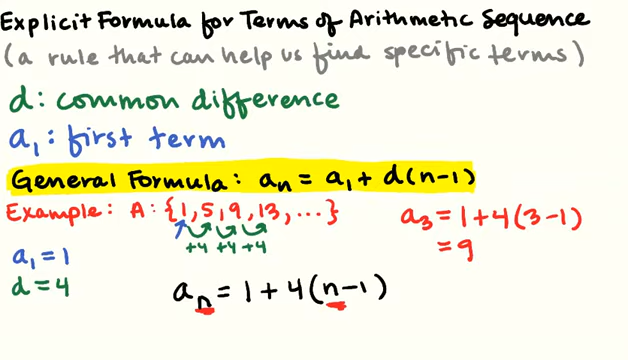 Explicit Formula for Terms of Arithmetic Sequence
(a rule that can help us find specific terms)
d: common difference
a₁: first term
General Formula: aₙ = a₁ + d(n-1)
Example: A: {1, 5, 9, 13, ...}
+4 +4 +4
a₃ = 1 + 4(3-1)
= 9
a₁ = 1
d = 4
aₙ = 1 + 4(n-1)